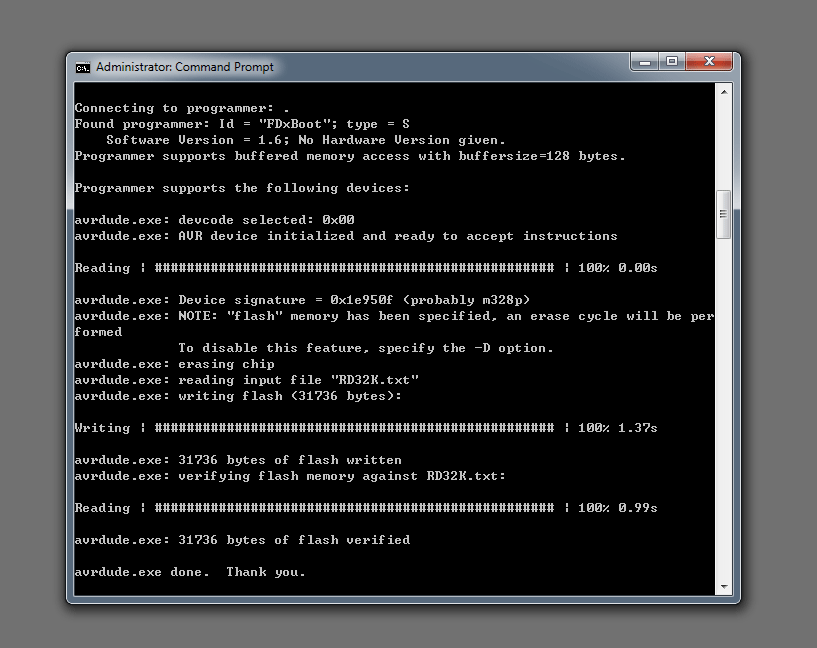 Administrator: Command Prompt
Connecting to programmer: .
Found programmer: Id = "FDxBoot"; type = S
    Software Version = 1.6; No Hardware Version given.
Programmer supports buffered memory access with buffersize=128 bytes.
Programmer supports the following devices:
avrdude.exe: devcode selected: 0x00
avrdude.exe: AVR device initialized and ready to accept instructions
Reading | ################################################## | 100% 0.00s
avrdude.exe: Device signature = 0x1e950f (probably m328p)
avrdude.exe: NOTE: "flash" memory has been specified, an erase cycle will be per
formed
             To disable this feature, specify the -D option.
avrdude.exe: erasing chip
avrdude.exe: reading input file "RD32K.txt"
avrdude.exe: writing flash (31736 bytes):
Writing | ################################################## | 100% 1.37s
avrdude.exe: 31736 bytes of flash written
avrdude.exe: verifying flash memory against RD32K.txt:
Reading | ################################################## | 100% 0.99s
avrdude.exe: 31736 bytes of flash verified
avrdude.exe done.  Thank you.